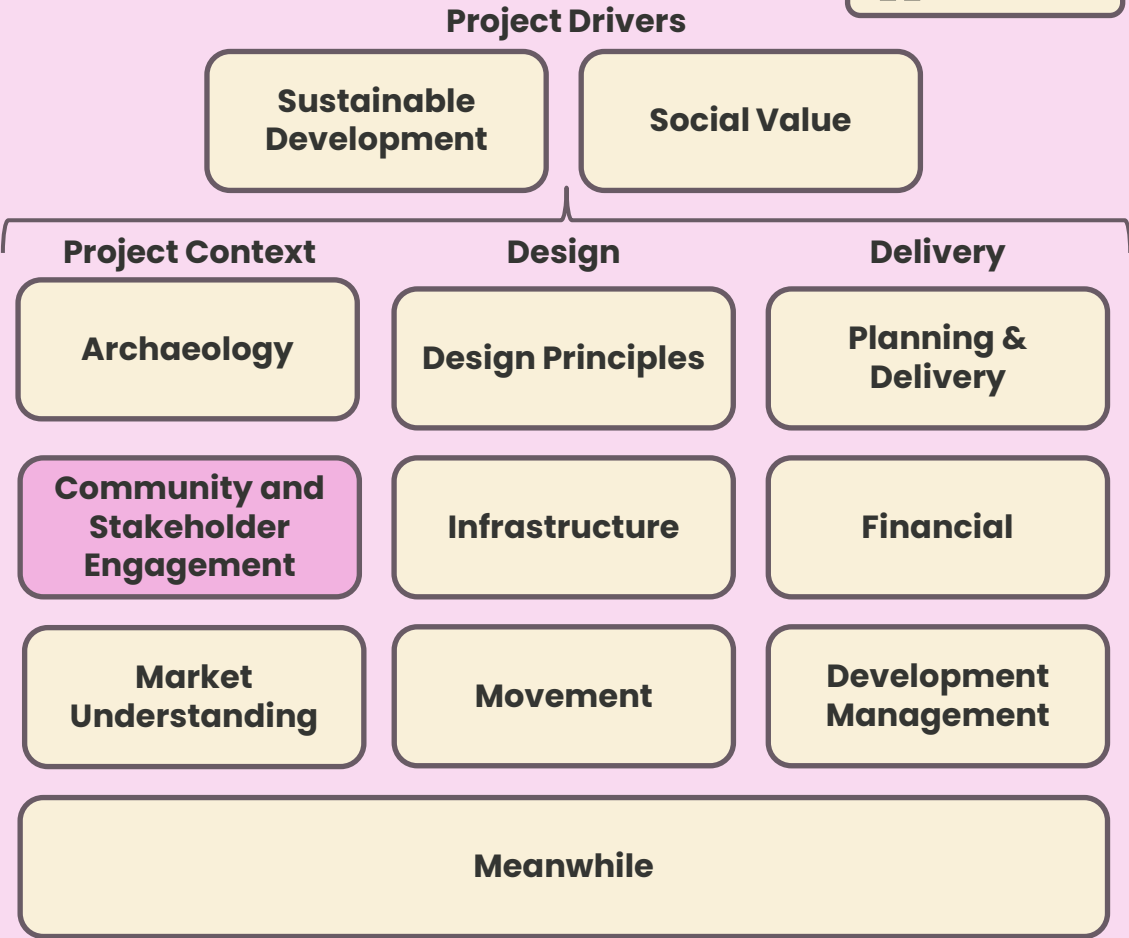 Project Drivers
Sustainable
Development
Social Value
Project Context
Design
Delivery
Archaeology
Design Principles
Planning &
Delivery
Community and
Stakeholder
Engagement
Infrastructure
Financial
Market
Understanding
Movement
Development
Management
Meanwhile